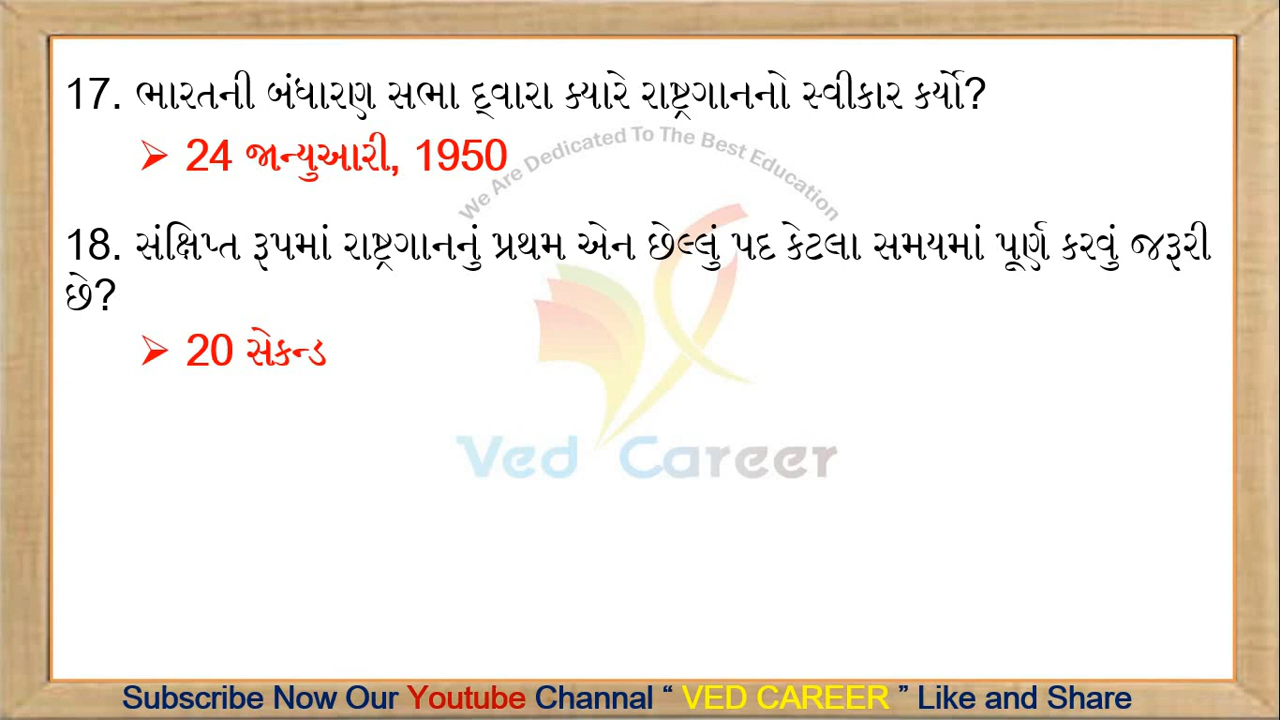 17. ભારતની બંધારણ સભા દ્વારા ક્યારે રાષ્ટ્રગાનનો સ્વીકાર કર્યો?
➢ 24 જાન્યુઆરી, 1950
We Are Dedicated To The Best Education
18. સંક્ષિપ્ત રૂપમાં રાષ્ટ્રગાનનું પ્રથમ એન છેલ્લું પદ કેટલા સમયમાં પૂર્ણ કરવું જરૂરી
છે?
➢ 20 સેકન્ડ
Ved Career
Subscribe Now Our Youtube Channal “ VED CAREER ” Like and Share